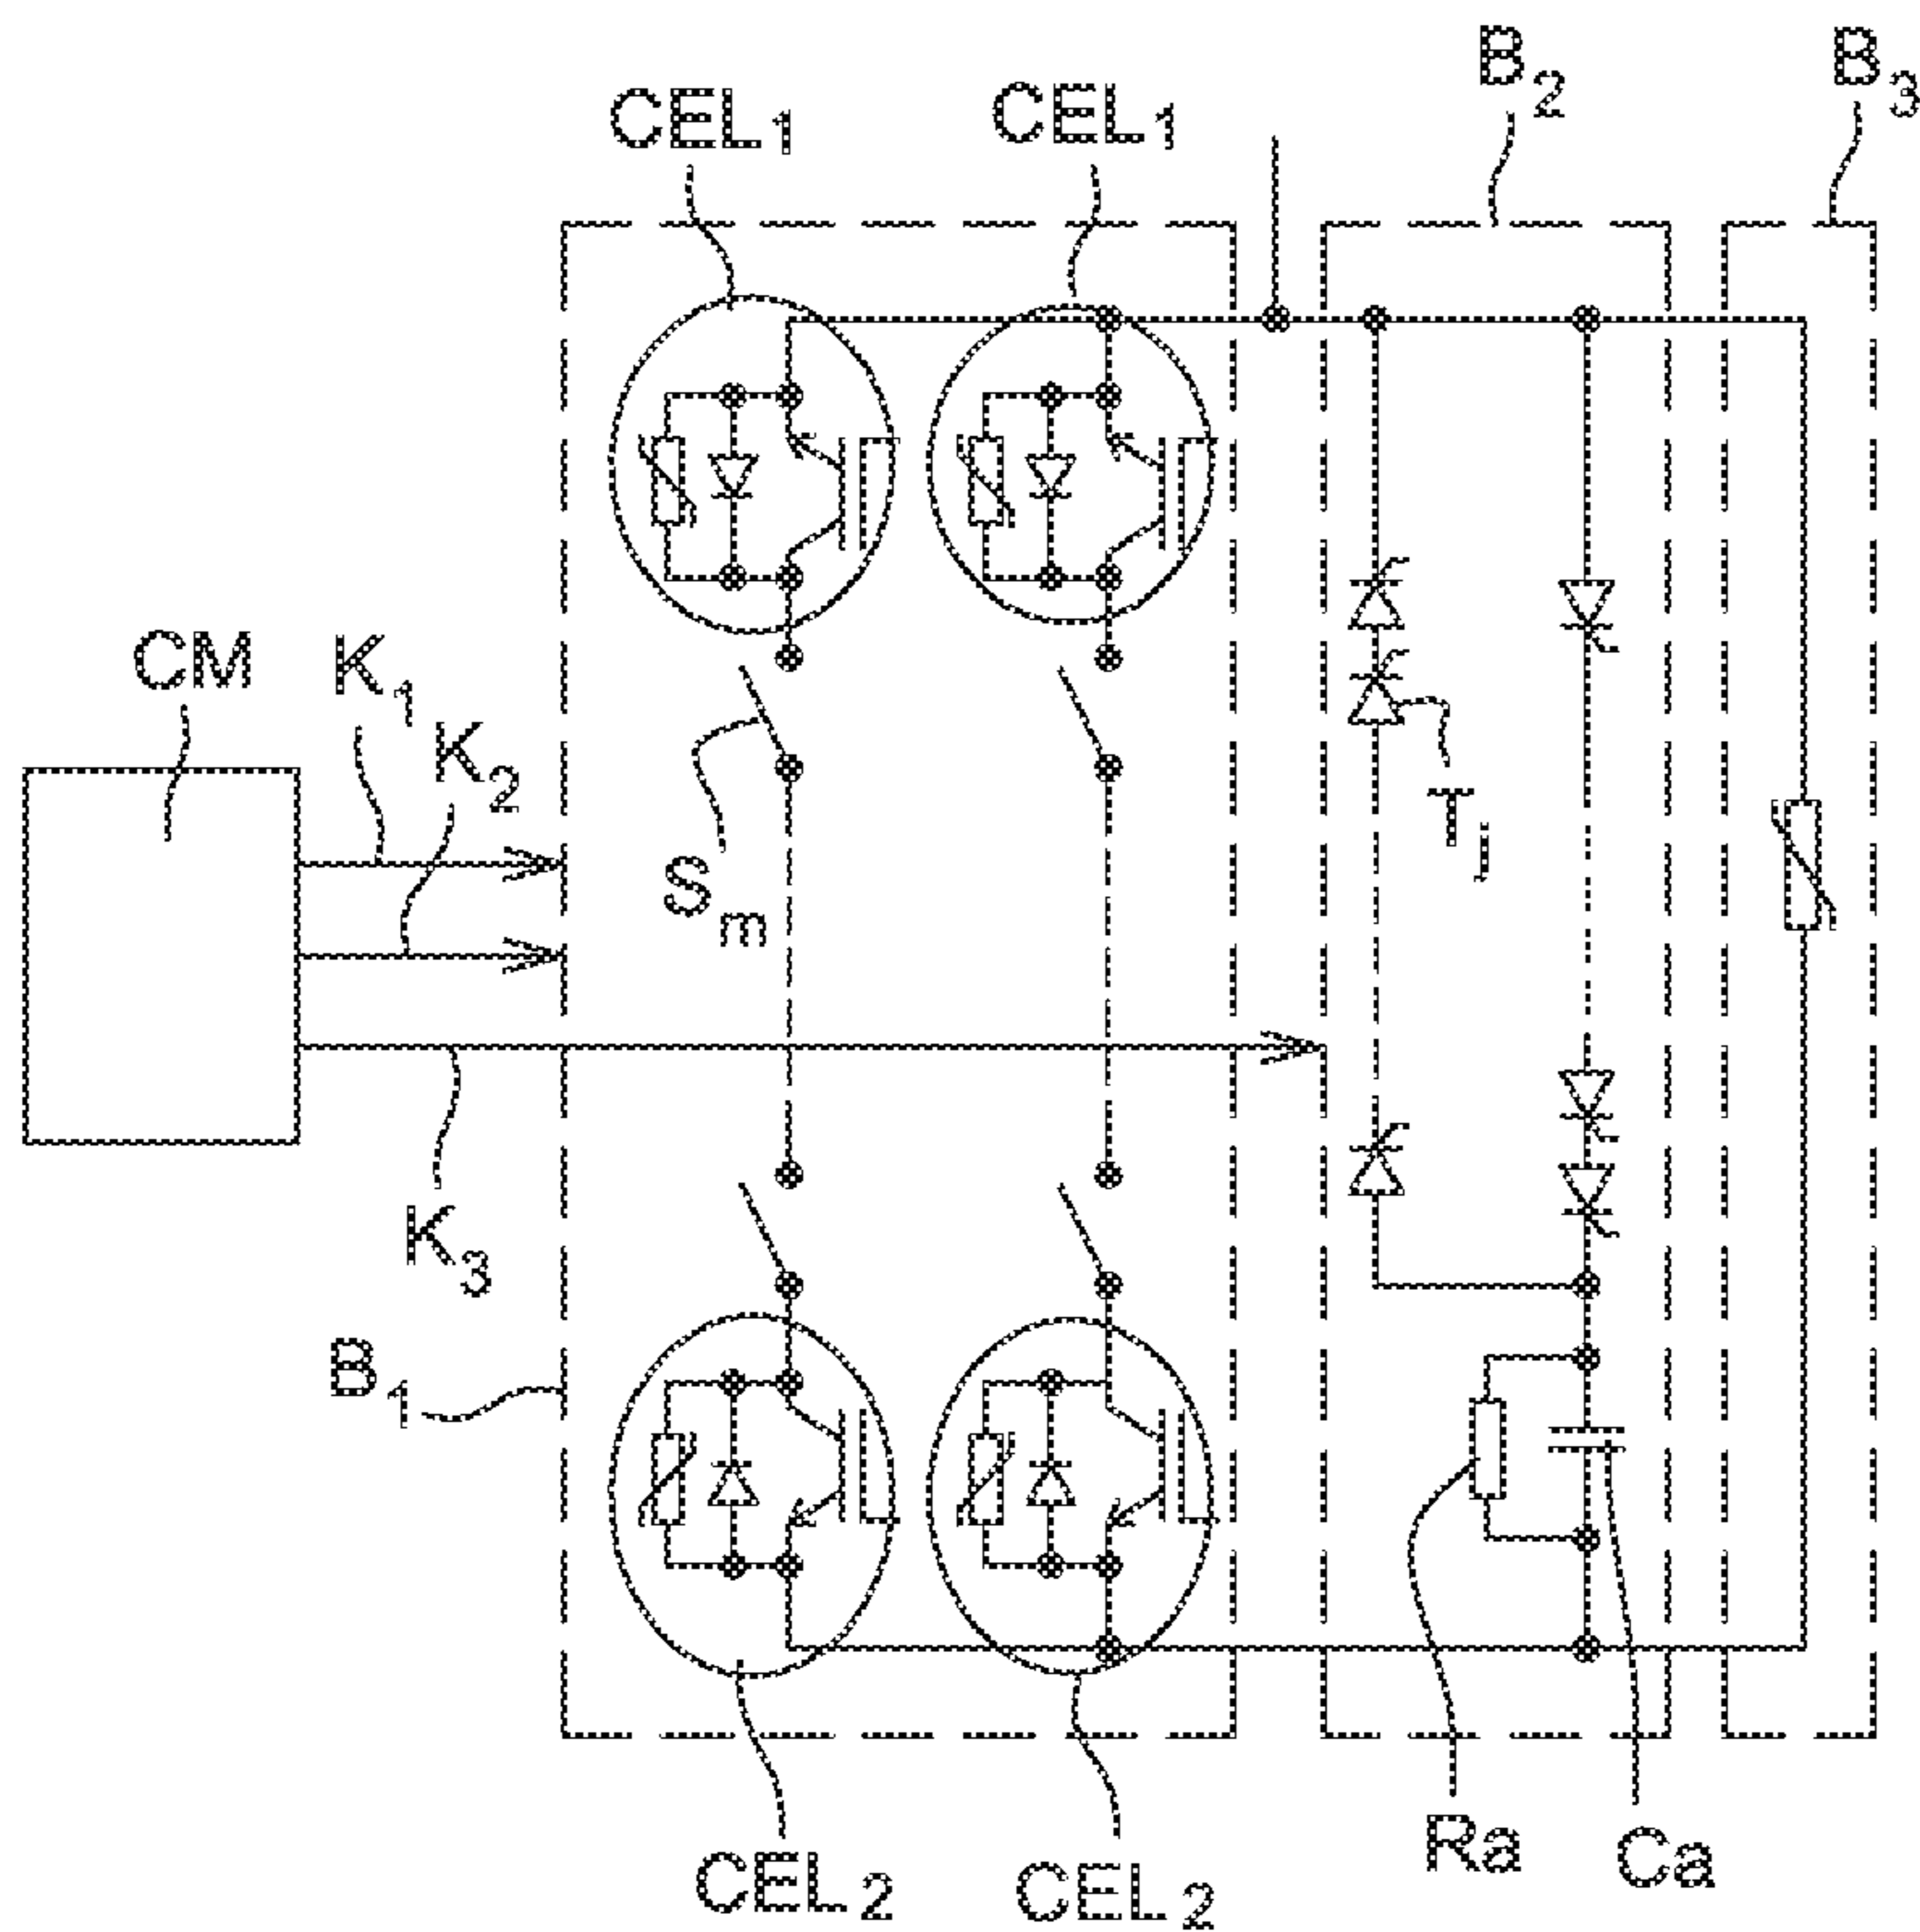 B₂
B₃
CEL₁
CEL₁
CM
K₁
K₂
Tⱼ
Sₘ
K₃
B₁
Ra
Ca
CEL₂
CEL₂